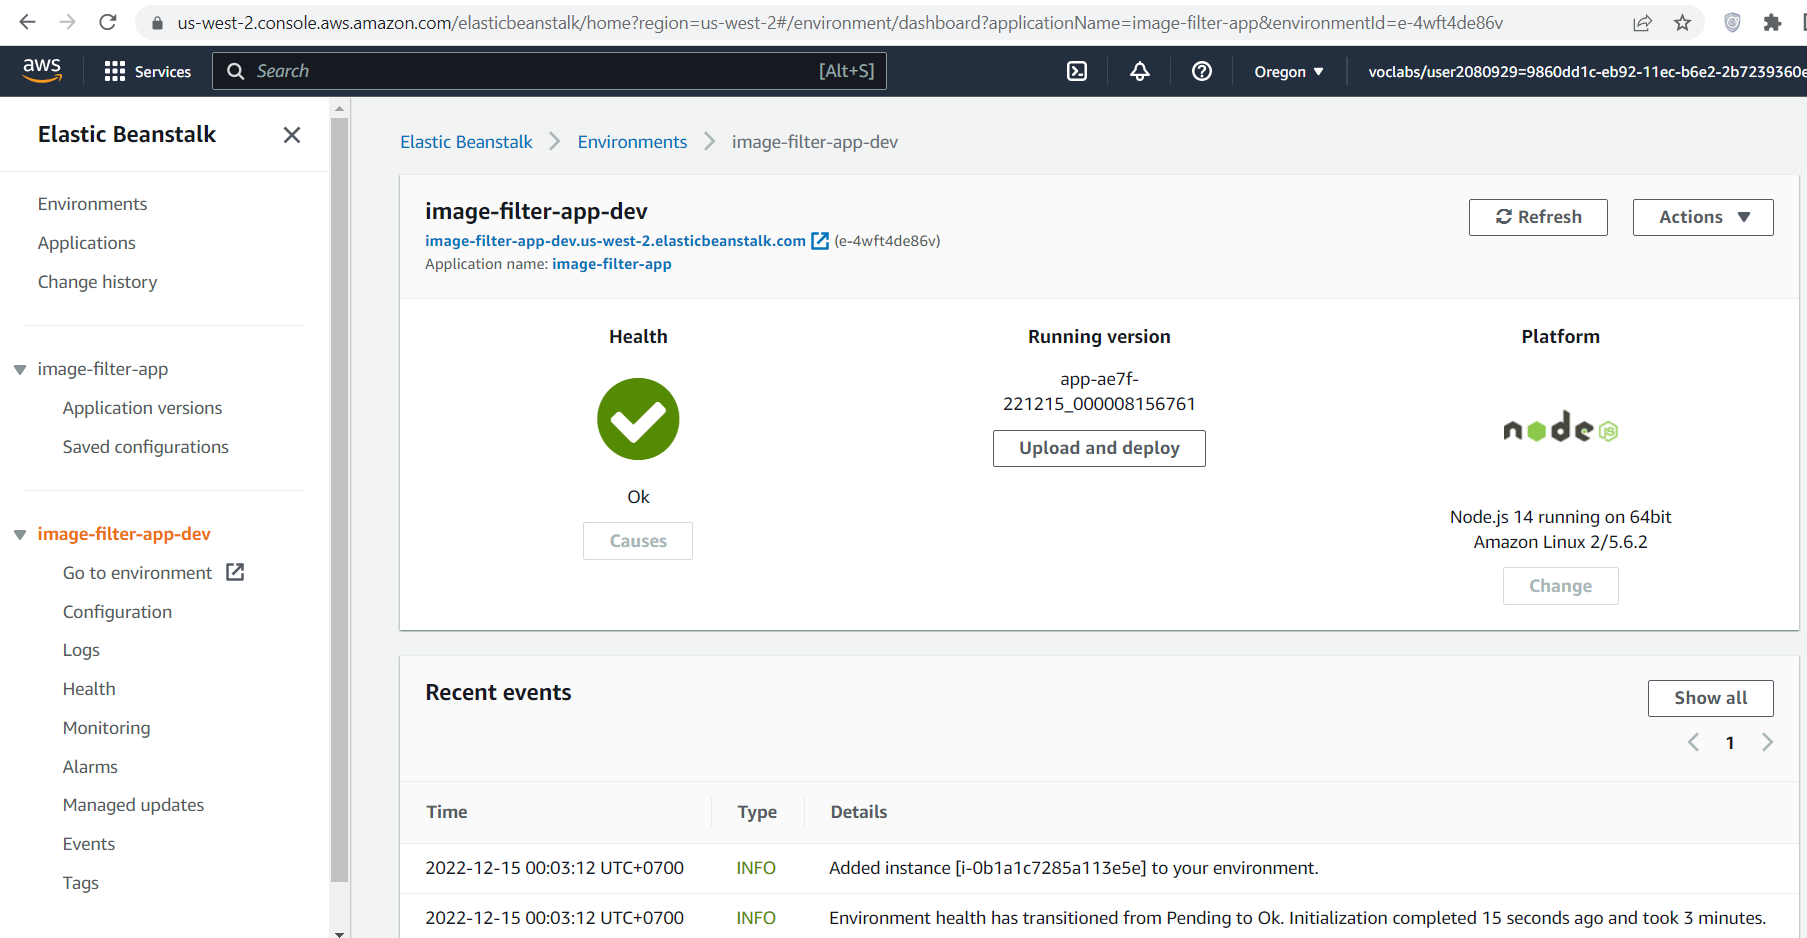 us-west-2.console.aws.amazon.com/elasticbeanstalk/home?region=us-west-2#/environment/dashboard?applicationName=image-filter-app&environmentId=e-4wft4de86v
aws
Services
Search
[Alt+S]
Oregon
voclabs/user2080929=9860dd1c-eb92-11ec-b6e2-2b7239360e
Elastic Beanstalk
Environments
Applications
Change history
image-filter-app
Application versions
Saved configurations
image-filter-app-dev
Go to environment
Configuration
Logs
Health
Monitoring
Alarms
Managed updates
Events
Tags
Elastic Beanstalk
Environments
image-filter-app-dev
image-filter-app-dev
image-filter-app-dev.us-west-2.elasticbeanstalk.com (e-4wft4de86v)
Application name: image-filter-app
Refresh
Actions
Health
Ok
Causes
Running version
app-ae7f-
221215_000008156761
Upload and deploy
Platform
node JS
Node.js 14 running on 64bit
Amazon Linux 2/5.6.2
Change
Recent events
Show all
1
Time Type Details
2022-12-15 00:03:12 UTC+0700 INFO Added instance [i-0b1a1c7285a113e5e] to your environment.
2022-12-15 00:03:12 UTC+0700 INFO Environment health has transitioned from Pending to Ok. Initialization completed 15 seconds ago and took 3 minutes.